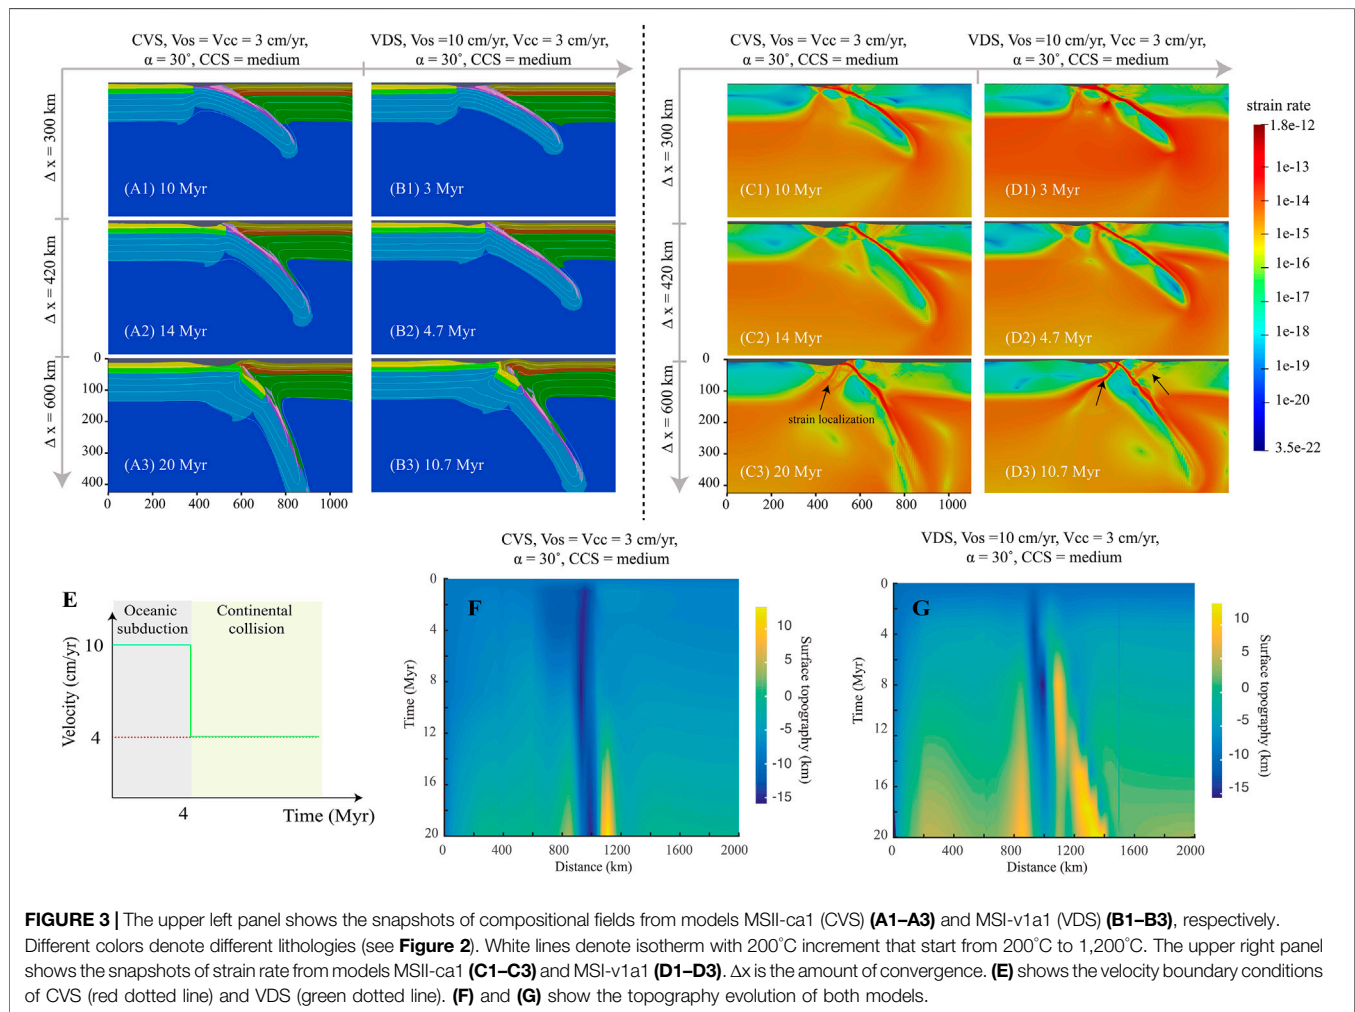 CVS, Vos = Vcc = 3 cm/yr,
α = 30˚, CCS = medium
VDS, Vos =10 cm/yr, Vcc = 3 cm/yr,
α = 30˚, CCS = medium
CVS, Vos = Vcc = 3 cm/yr,
α = 30˚, CCS = medium
VDS, Vos =10 cm/yr, Vcc = 3 cm/yr,
α = 30˚, CCS = medium
Δ x = 300 km
(A1) 10 Myr
(B1) 3 Myr
Δ x = 300 km
(C1) 10 Myr
(D1) 3 Myr
Δ x = 420 km
(A2) 14 Myr
(B2) 4.7 Myr
Δ x = 420 km
(C2) 14 Myr
(D2) 4.7 Myr
Δ x = 600 km
0
100
200
300
400
(A3) 20 Myr
(B3) 10.7 Myr
0 200 400 600 800 1000
Δ x = 600 km
0
100
200
300
400
strain localization
(C3) 20 Myr
(D3) 10.7 Myr
0 200 400 600 800 1000
strain rate
1.8e-12
1e-13
1e-14
1e-15
1e-16
1e-17
1e-18
1e-19
1e-20
3.5e-22
E
Oceanic
subduction
Continental
collision
Velocity (cm/yr)
10
4
4
Time (Myr)
CVS, Vos = Vcc = 3 cm/yr,
α = 30˚, CCS = medium
F
Time (Myr)
0
4
8
12
16
20
0 400 800 1200 1600 2000
Distance (km)
10
5
0
-5
-10
-15
Surface topography (km)
VDS, Vos =10 cm/yr, Vcc = 3 cm/yr,
α = 30˚, CCS = medium
G
Time (Myr)
0
4
8
12
16
20
0 400 800 1200 1600 2000
Distance (km)
10
5
0
-5
-10
-15
Surface topography (km)
FIGURE 3 | The upper left panel shows the snapshots of compositional fields from models MSII-ca1 (CVS) (A1–A3) and MSI-v1a1 (VDS) (B1–B3), respectively.
Different colors denote different lithologies (see Figure 2). White lines denote isotherm with 200°C increment that start from 200°C to 1,200°C. The upper right panel
shows the snapshots of strain rate from models MSII-ca1 (C1–C3) and MSI-v1a1 (D1–D3). Δx is the amount of convergence. (E) shows the velocity boundary conditions
of CVS (red dotted line) and VDS (green dotted line). (F) and (G) show the topography evolution of both models.